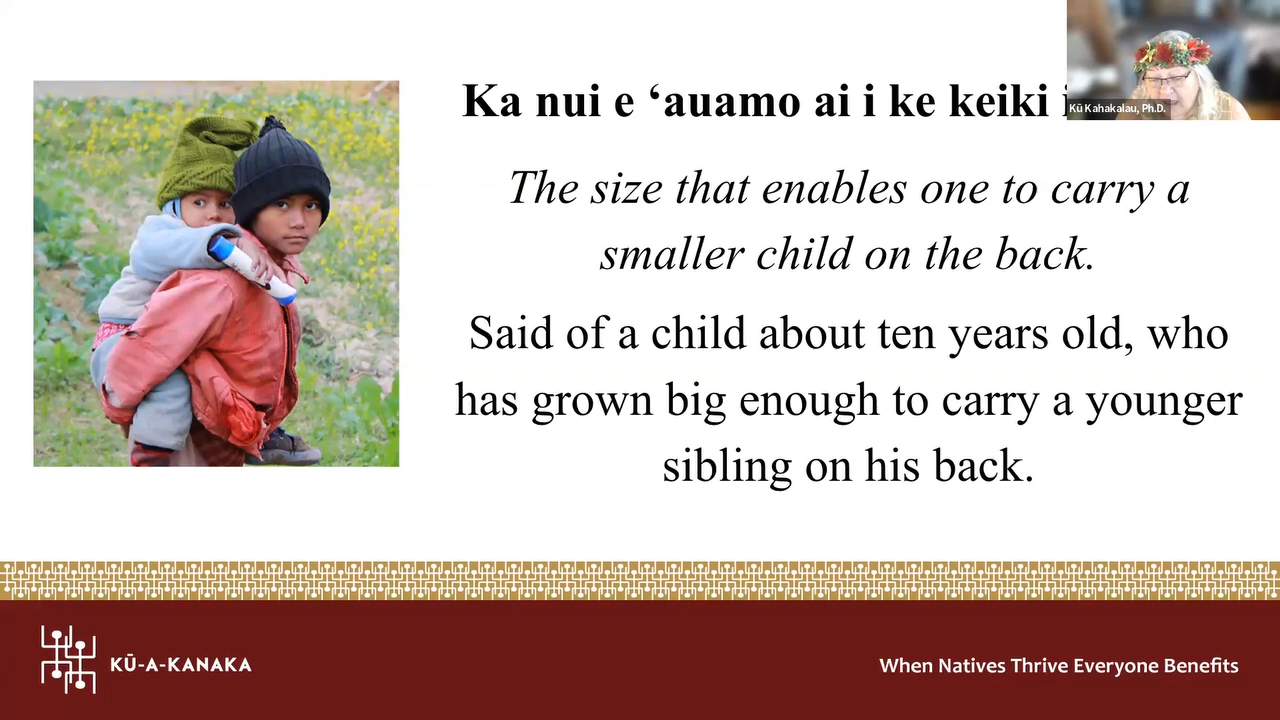 Ka nui e ‘auamo ai i ke keiki
Kū Kahakalau, Ph.D.
The size that enables one to carry a
smaller child on the back.
Said of a child about ten years old, who
has grown big enough to carry a younger
sibling on his back.
KŪ-A-KANAKA
When Natives Thrive Everyone Benefits